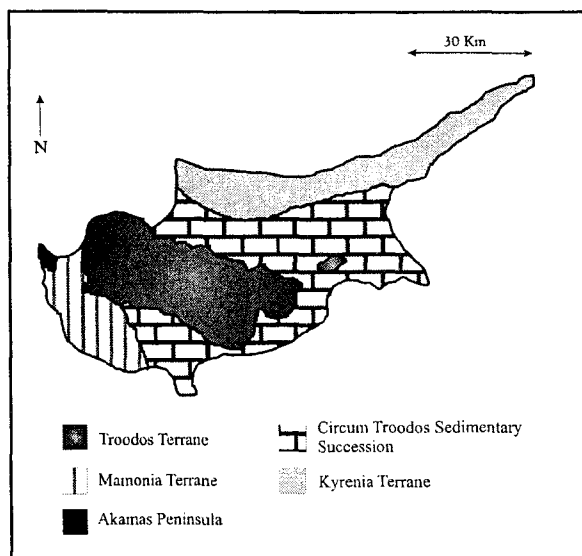 30 Km
N
Troodos Terrane
Mamonia Terrane
Akamas Peninsula
Circum Troodos Sedimentary
Succession
Kyrenia Terrane